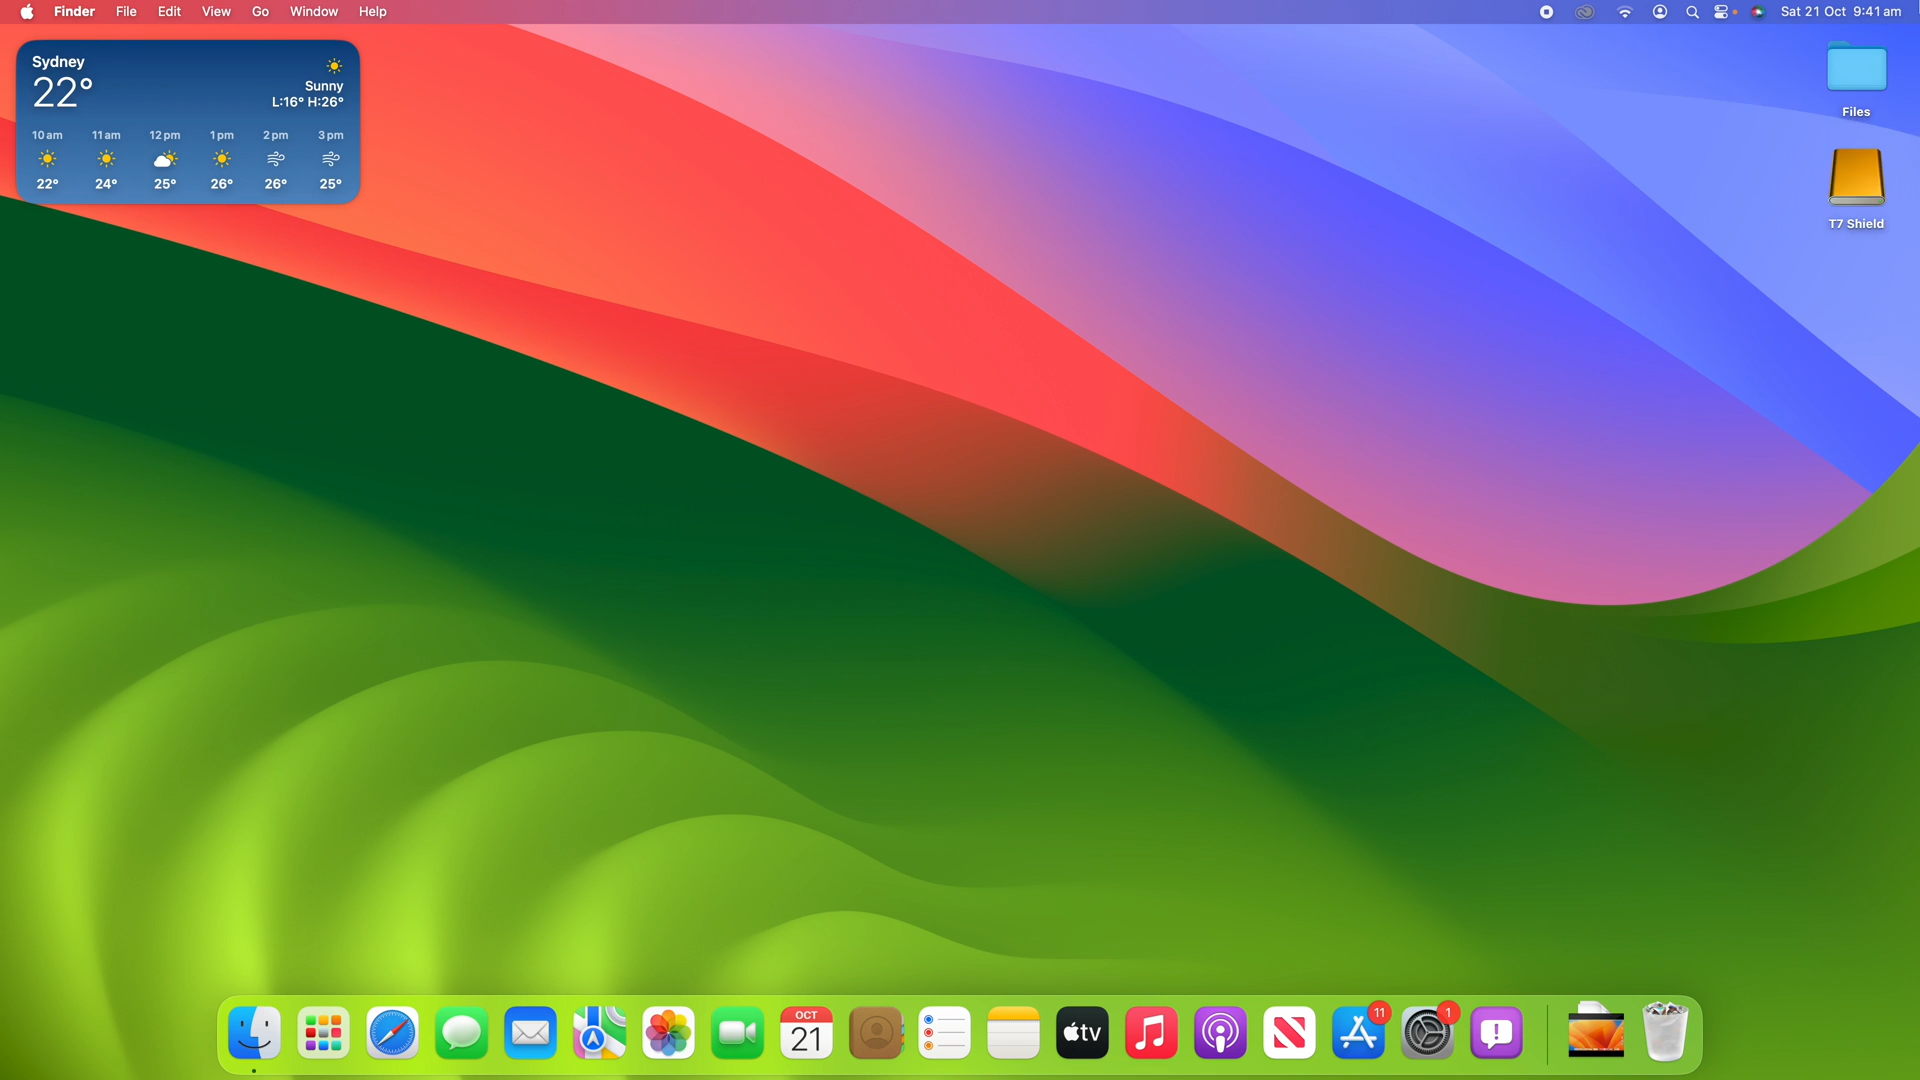 Finder File Edit View Go Window Help Sat 21 Oct 9:41 am
Sydney
22°
Sunny
L:16° H:26°
10 am 11 am 12 pm 1 pm 2 pm 3 pm
22° 24° 25° 26° 26° 25°
Files
T7 Shield
OCT
21
tv
11
1